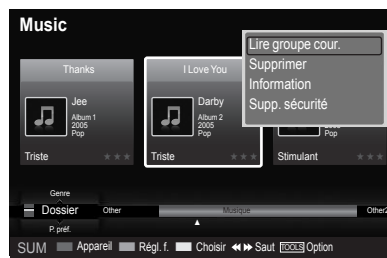 Music
Lire groupe cour.
Supprimer
Information
Supp. sécurité
Thanks
I Love You
Jee
Album 1
2005
Pop
Darby
Album 2
2005
Pop
Pop
Triste
Triste
Stimulant
Genre
Dossier Other Musique Other2
P. préf.
SUM Appareil Régl. f. Choisir Saut TOOLS Option